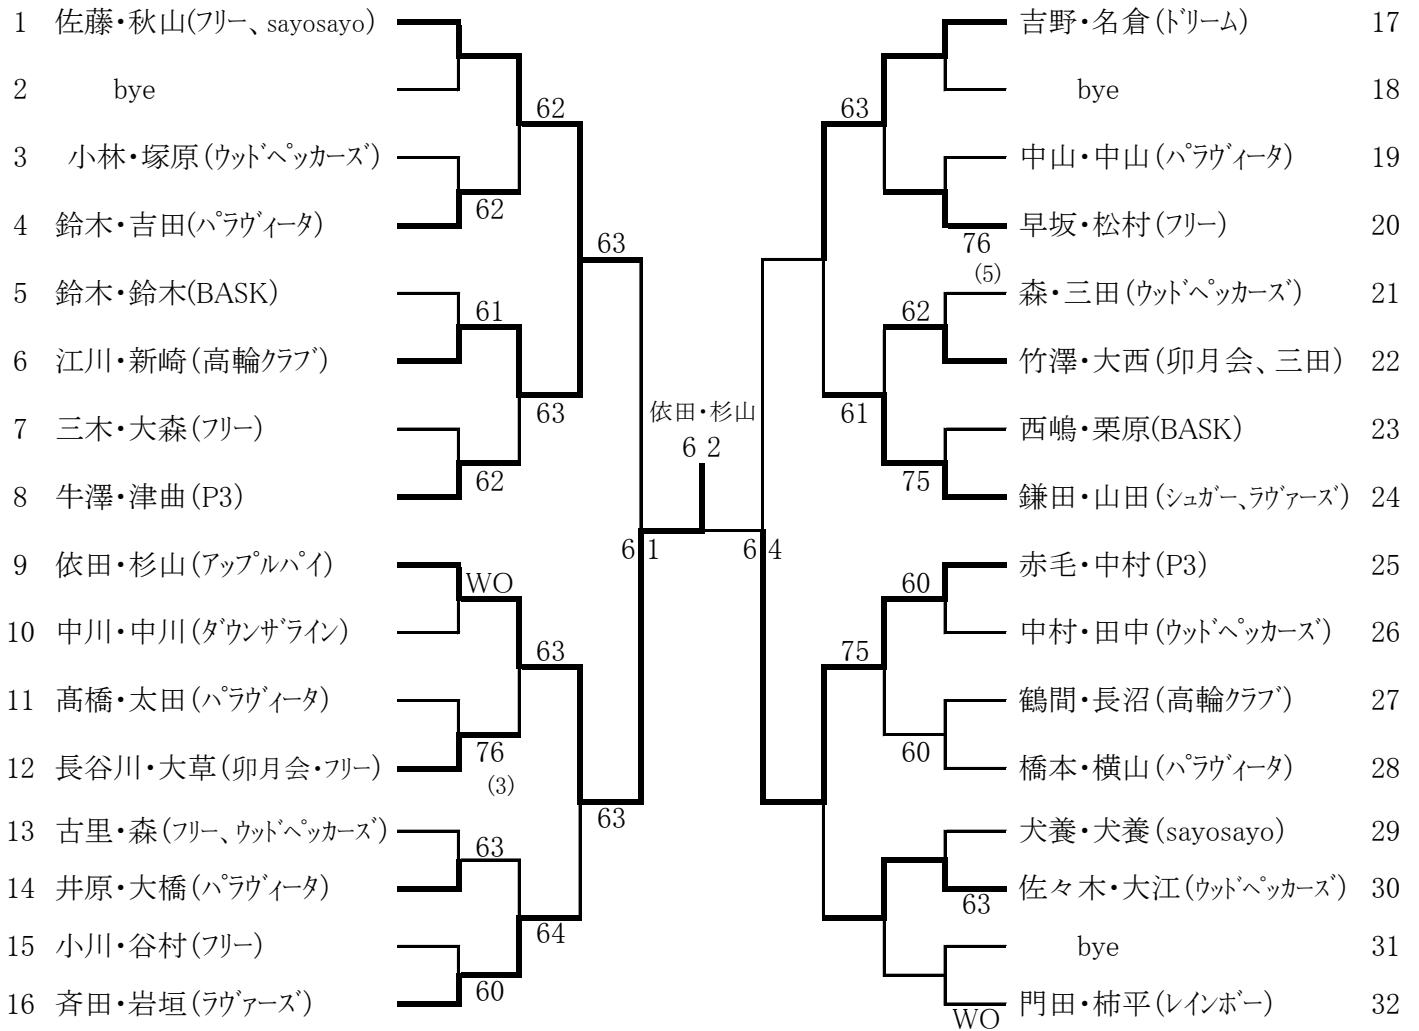 1 佐藤・秋山(フリー、sayosayo) 吉野・名倉(ドリーム) 17
2 bye bye 18
62 63
3 小林・塚原(ウッドペッカーズ) 中山・中山(パラヴィータ) 19
62
4 鈴木・吉田(パラヴィータ) 早坂・松村(フリー) 20
63 76
(5)
5 鈴木・鈴木(BASK) 森・三田(ウッドペッカーズ) 21
61 62
6 江川・新崎(高輪クラブ) 竹澤・大西(卯月会、三田) 22
63 依田・杉山 61
7 三木・大森(フリー) 西嶋・栗原(BASK) 23
6 2
62 75
8 牛澤・津曲(P3) 鎌田・山田(シュガー、ラヴァーズ) 24
6 1 6 4
9 依田・杉山(アップルパイ) 赤毛・中村(P3) 25
WO 60
10 中川・中川(ダウンザライン) 中村・田中(ウッドペッカーズ) 26
63 75
11 髙橋・太田(パラヴィータ) 鶴間・長沼(高輪クラブ) 27
76 60
12 長谷川・大草(卯月会・フリー) 橋本・横山(パラヴィータ) 28
(3)
63
13 古里・森(フリー、ウッドペッカーズ) 犬養・犬養(sayosayo) 29
63
14 井原・大橋(パラヴィータ) 佐々木・大江(ウッドペッカーズ) 30
63
64
15 小川・谷村(フリー) bye 31
60
16 斉田・岩垣(ラヴァーズ) 門田・柿平(レインボー) 32
WO